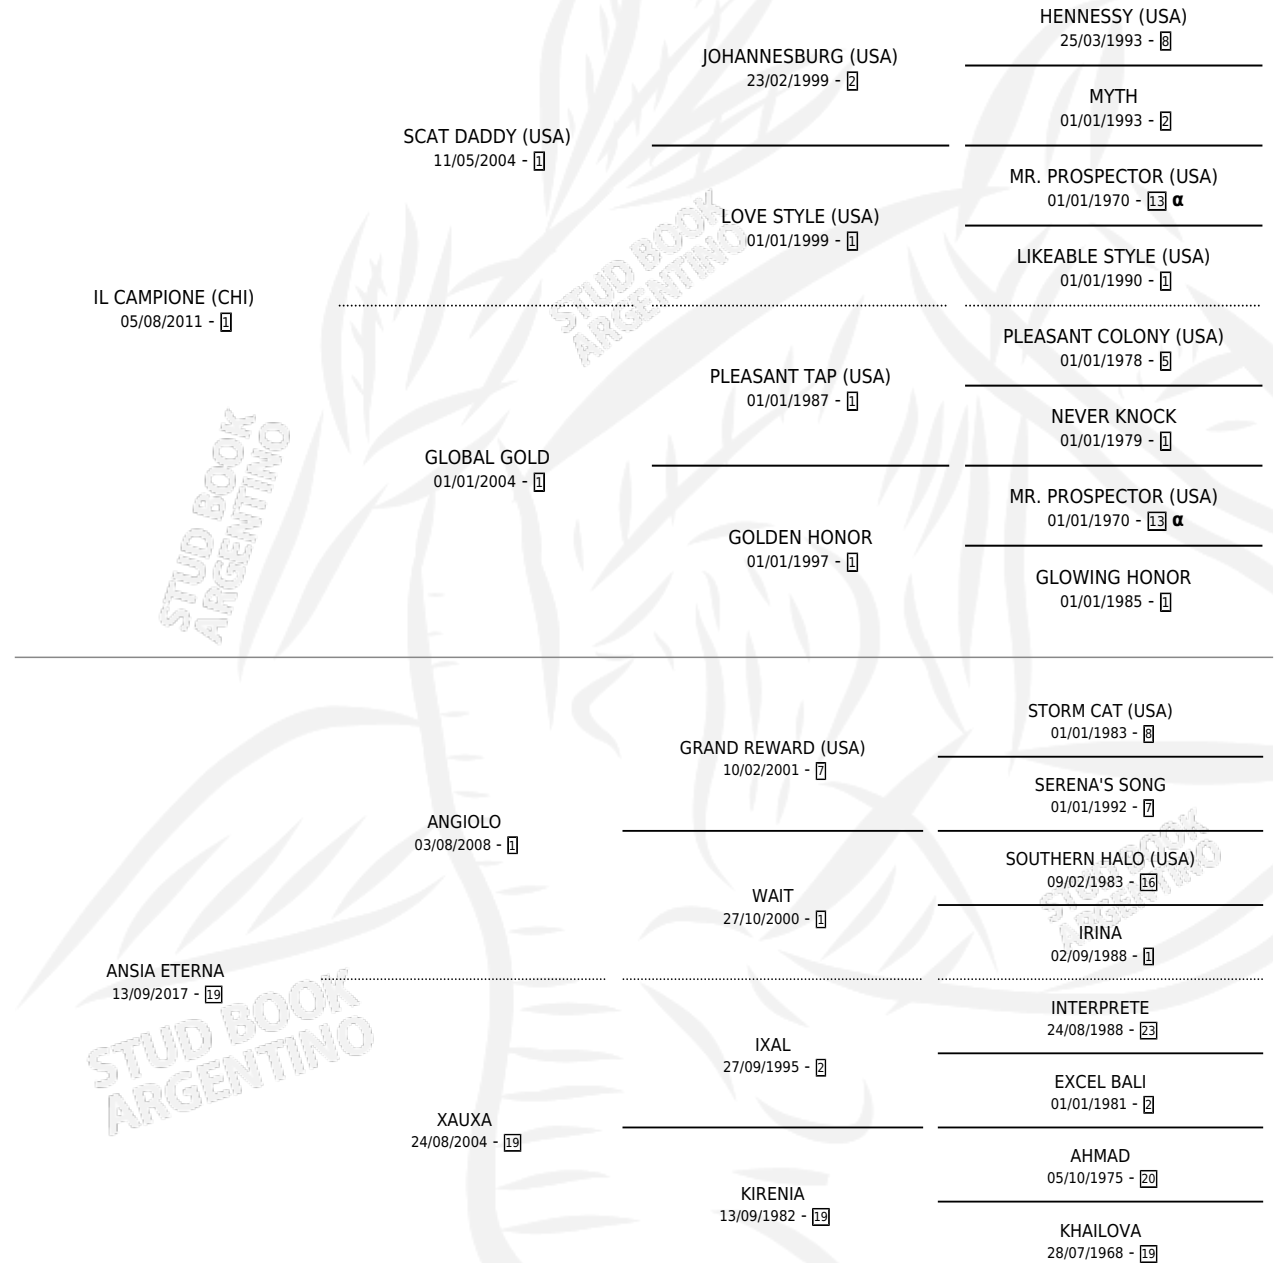 HENNESSY (USA)
25/03/1993 - 8
JOHANNESBURG (USA)
23/02/1999 - 2
MYTH
01/01/1993 - 2
SCAT DADDY (USA)
11/05/2004 - 1
MR. PROSPECTOR (USA)
01/01/1970 - 13 α
LOVE STYLE (USA)
01/01/1999 - 1
LIKEABLE STYLE (USA)
01/01/1990 - 1
IL CAMPIONE (CHI)
05/08/2011 - 1
PLEASANT COLONY (USA)
01/01/1978 - 5
PLEASANT TAP (USA)
01/01/1987 - 1
NEVER KNOCK
01/01/1979 - 1
GLOBAL GOLD
01/01/2004 - 1
MR. PROSPECTOR (USA)
01/01/1970 - 13 α
GOLDEN HONOR
01/01/1997 - 1
GLOWING HONOR
01/01/1985 - 1
STORM CAT (USA)
01/01/1983 - 8
GRAND REWARD (USA)
10/02/2001 - 7
SERENA'S SONG
01/01/1992 - 7
ANGIOLO
03/08/2008 - 1
SOUTHERN HALO (USA)
09/02/1983 - 16
WAIT
27/10/2000 - 1
IRINA
02/09/1988 - 1
ANSIA ETERNA
13/09/2017 - 19
INTERPRETE
24/08/1988 - 23
IXAL
27/09/1995 - 2
EXCEL BALI
01/01/1981 - 2
XAUXA
24/08/2004 - 19
AHMAD
05/10/1975 - 20
KIRENIA
13/09/1982 - 19
KHAILOVA
28/07/1968 - 19
STUD BOOK
ARGENTINO
STUD BOOK
ARGENTINO
STUD BOOK
ARGENTINO
STUD BOOK
ARGENTINO